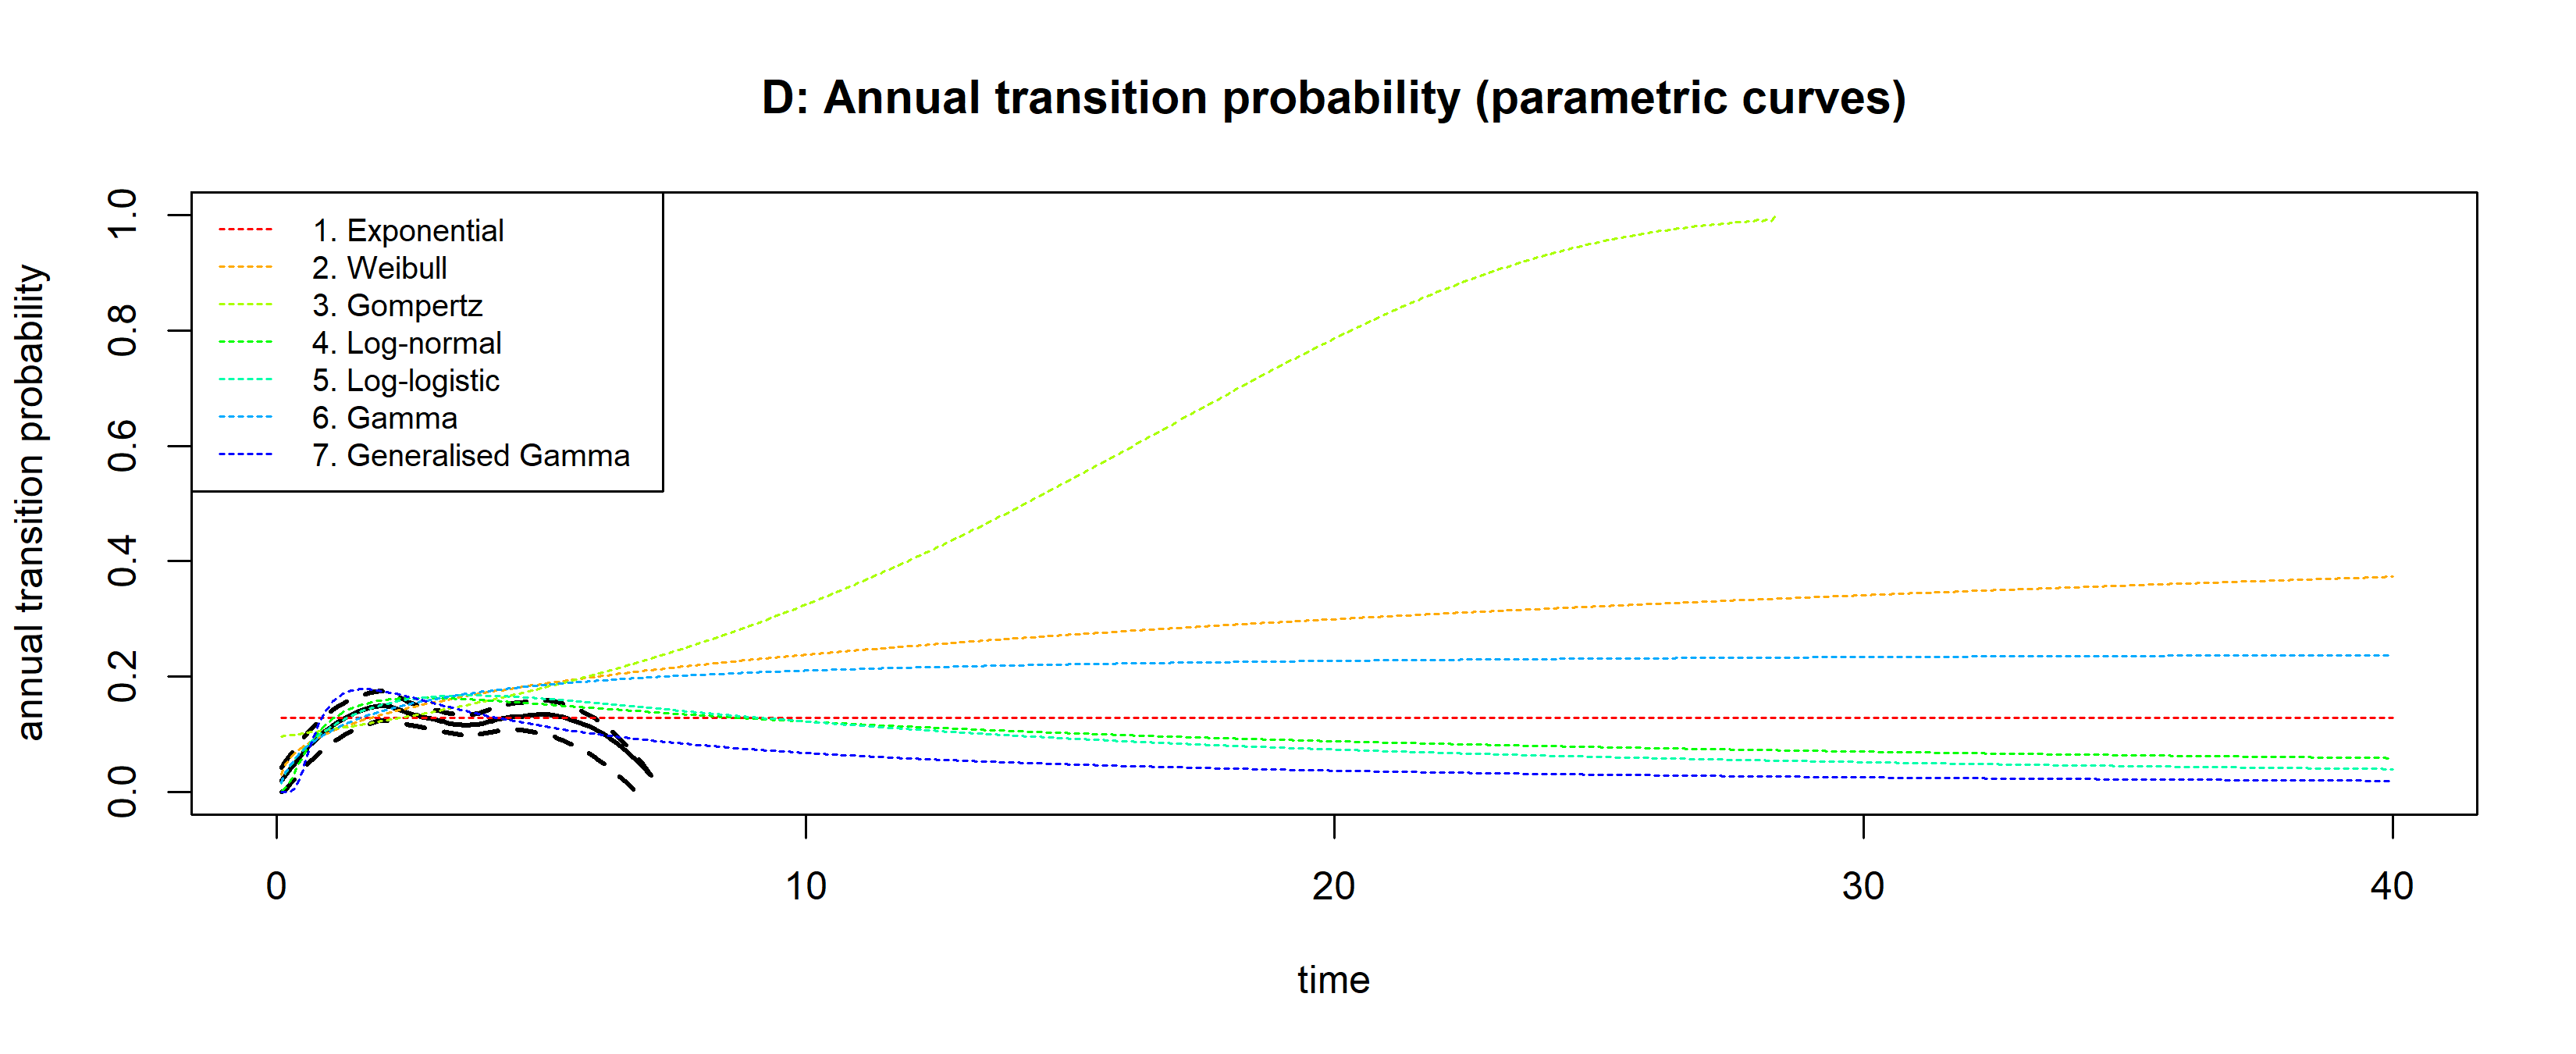 D: Annual transition probability (parametric curves)
annual transition probability
1.0
0.8
0.6
0.4
0.2
0.0
1. Exponential
2. Weibull
3. Gompertz
4. Log-normal
5. Log-logistic
6. Gamma
7. Generalised Gamma
0 10 20 30 40
time